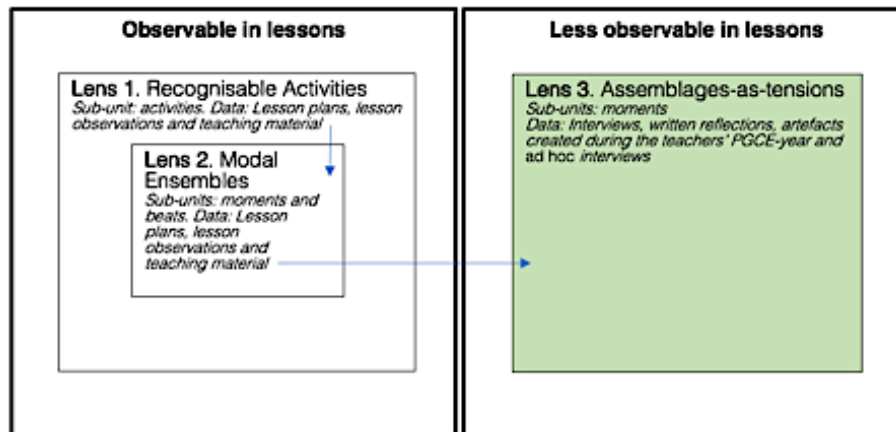 Observable in lessons
Lens 1. Recognisable Activities
Sub-unit: activities. Data: Lesson plans, lesson
observations and teaching material
Lens 2. Modal
Ensembles
Sub-units: moments and
beats. Data: Lesson
plans, lesson
observations and
teaching material
Less observable in lessons
Lens 3. Assemblages-as-tensions
Sub-units: moments
Data: Interviews, written reflections, artefacts
created during the teachers' PGCE-year and
ad hoc interviews